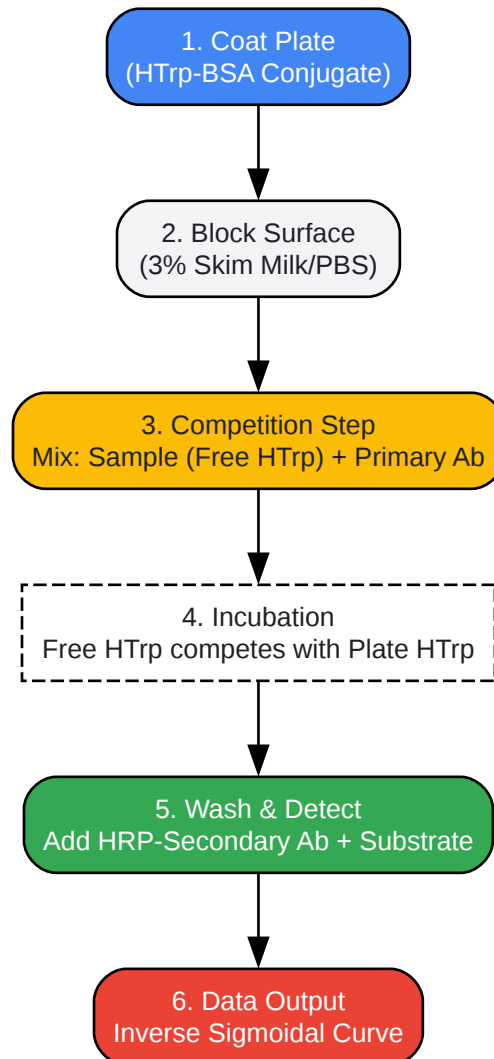 1. Coat Plate
(HTrp-BSA Conjugate)
2. Block Surface
(3% Skim Milk/PBS)
3. Competition Step
Mix: Sample (Free HTrp) + Primary Ab
4. Incubation
Free HTrp competes with Plate HTrp
5. Wash & Detect
Add HRP-Secondary Ab + Substrate
6. Data Output
Inverse Sigmoidal Curve